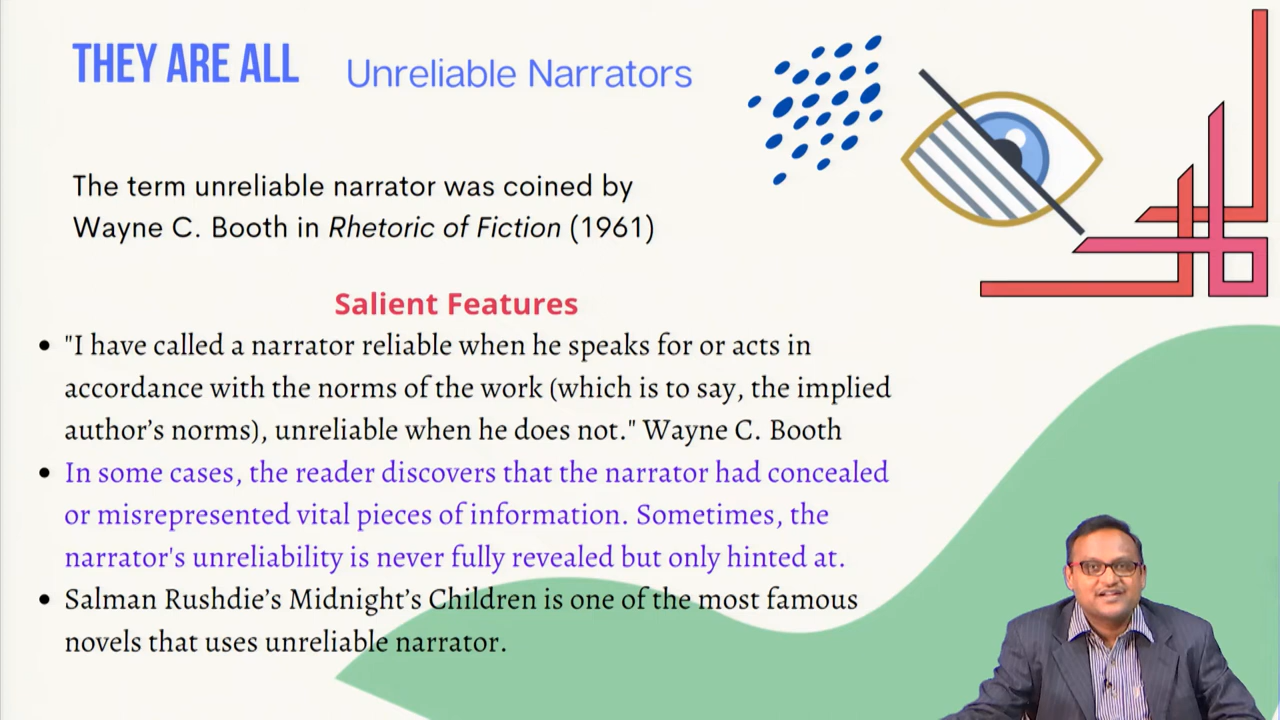 THEY ARE ALL Unreliable Narrators
The term unreliable narrator was coined by
Wayne C. Booth in Rhetoric of Fiction (1961)
Salient Features
• "I have called a narrator reliable when he speaks for or acts in
accordance with the norms of the work (which is to say, the implied
author’s norms), unreliable when he does not." Wayne C. Booth
• In some cases, the reader discovers that the narrator had concealed
or misrepresented vital pieces of information. Sometimes, the
narrator's unreliability is never fully revealed but only hinted at.
• Salman Rushdie’s Midnight’s Children is one of the most famous
novels that uses unreliable narrator.